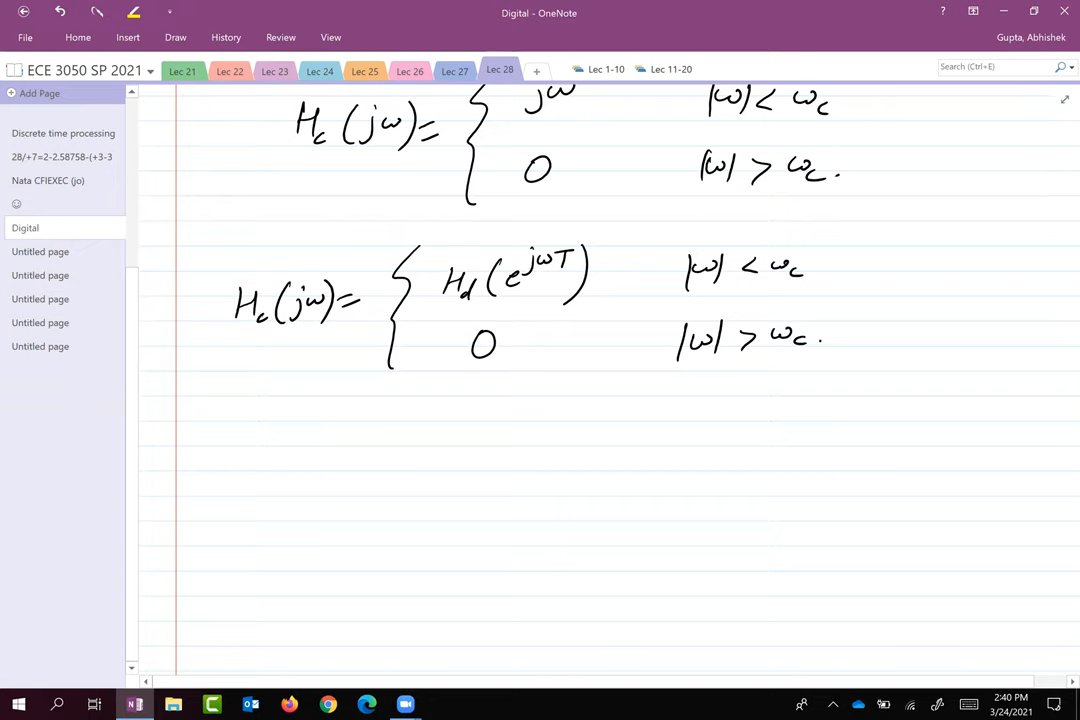 Digital - OneNote
Gupta, Abhishek
File Home Insert Draw History Review View
ECE 3050 SP 2021 Lec 21 Lec 22 Lec 23 Lec 24 Lec 25 Lec 26 Lec 27 Lec 28 Lec 1-10 Lec 11-20 Search (Ctrl+E)
Add Page
Discrete time processing
28/+7=2-2.58758-(+3-3
Nata CFIEXEC (jo)
Digital
Untitled page
Untitled page
Untitled page
Untitled page
Untitled page
jω |ω| < ωc
Hc(jω)=
0 |ω| > ωc.
Hd(e^jωT) |ω| < ωc
Hc(jω)=
0 |ω| > ωc.
2:40 PM
3/24/2021